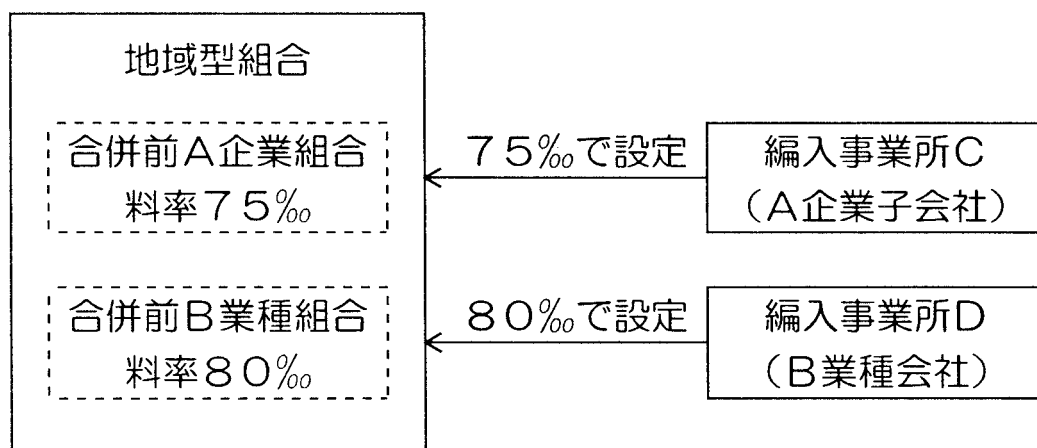 地域型組合
合併前A企業組合
料率75‰
75‰で設定
編入事業所C
(A企業子会社)
合併前B業種組合
料率80‰
80‰で設定
編入事業所D
(B業種会社)